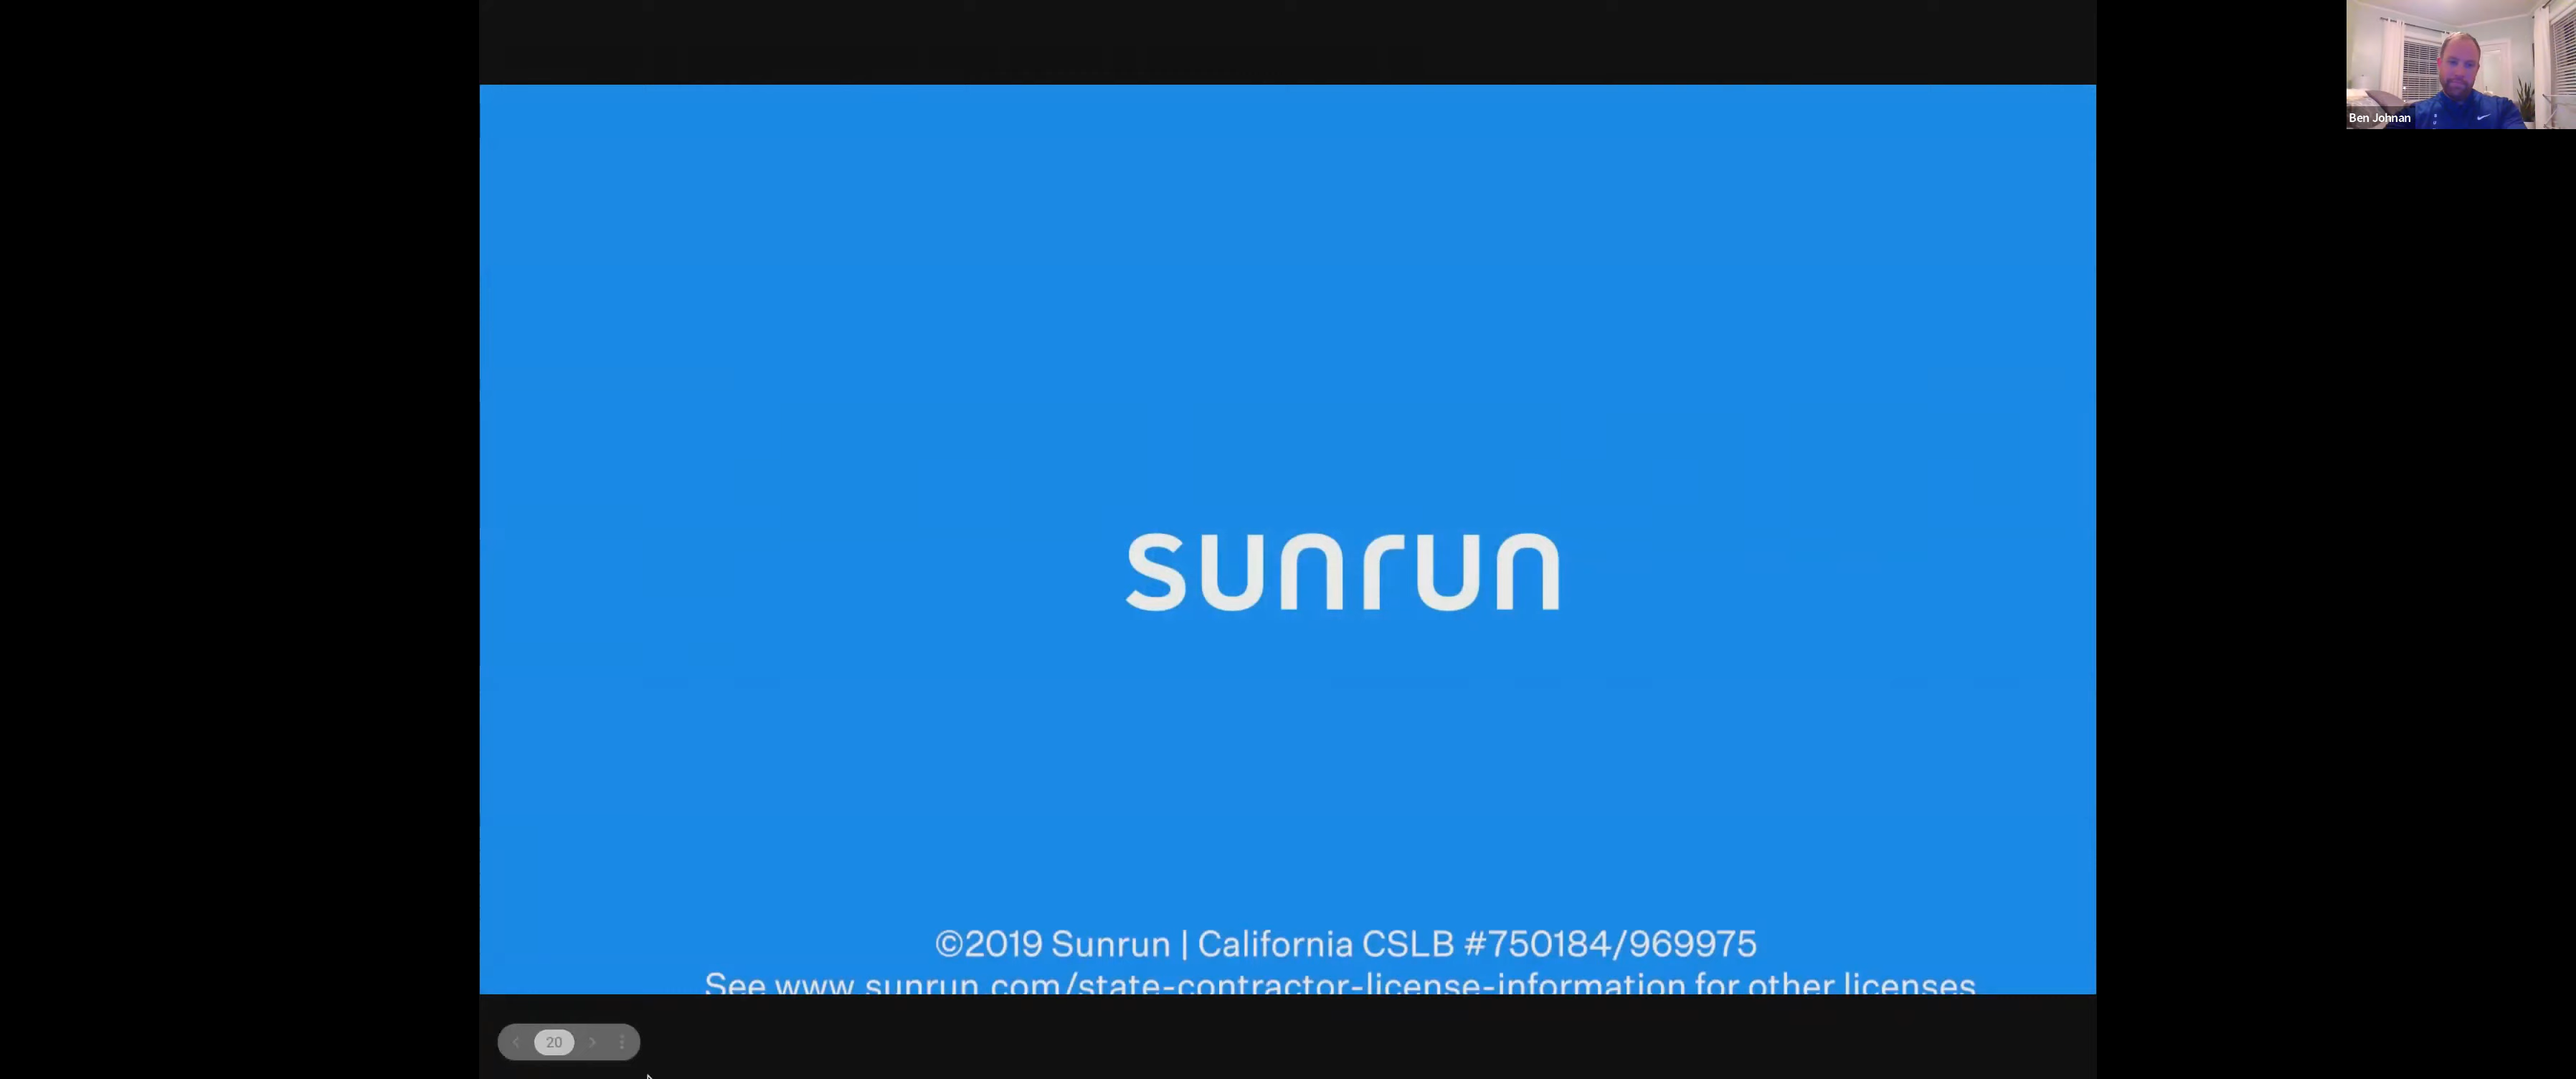 Ben Johnan
sunrun
©2019 Sunrun | California CSLB #750184/969975
See www.sunrun.com/state-contractor-license-information for other licenses
20